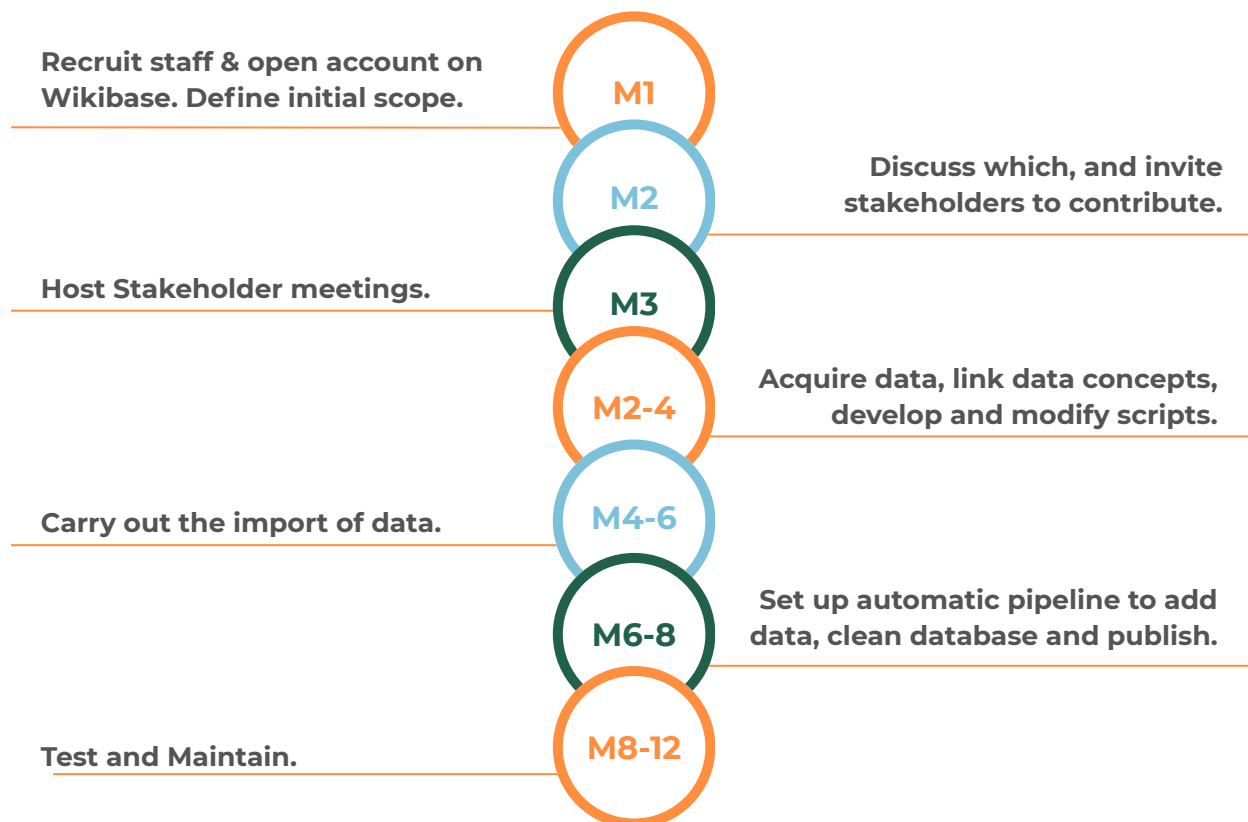 Recruit staff & open account on
Wikibase. Define initial scope.
M1
M2
Discuss which, and invite
stakeholders to contribute.
Host Stakeholder meetings.
M3
M2-4
Acquire data, link data concepts,
develop and modify scripts.
Carry out the import of data.
M4-6
M6-8
Set up automatic pipeline to add
data, clean database and publish.
Test and Maintain.
M8-12